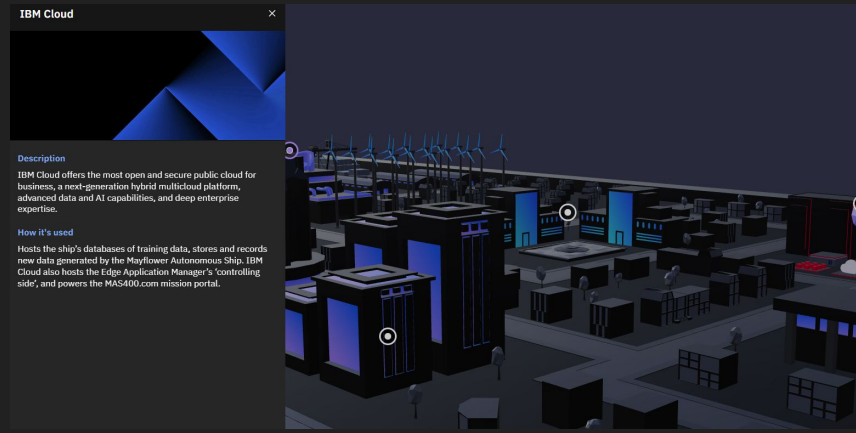 IBM Cloud
Description
IBM Cloud offers the most open and secure public cloud for
business, a next-generation hybrid multicloud platform,
advanced data and AI capabilities, and deep enterprise
expertise.
How it's used
Hosts the ship's databases of training data, stores and records
new data generated by the Mayflower Autonomous Ship. IBM
Cloud also hosts the Edge Application Manager's 'controlling
side', and powers the MAS400.com mission portal.